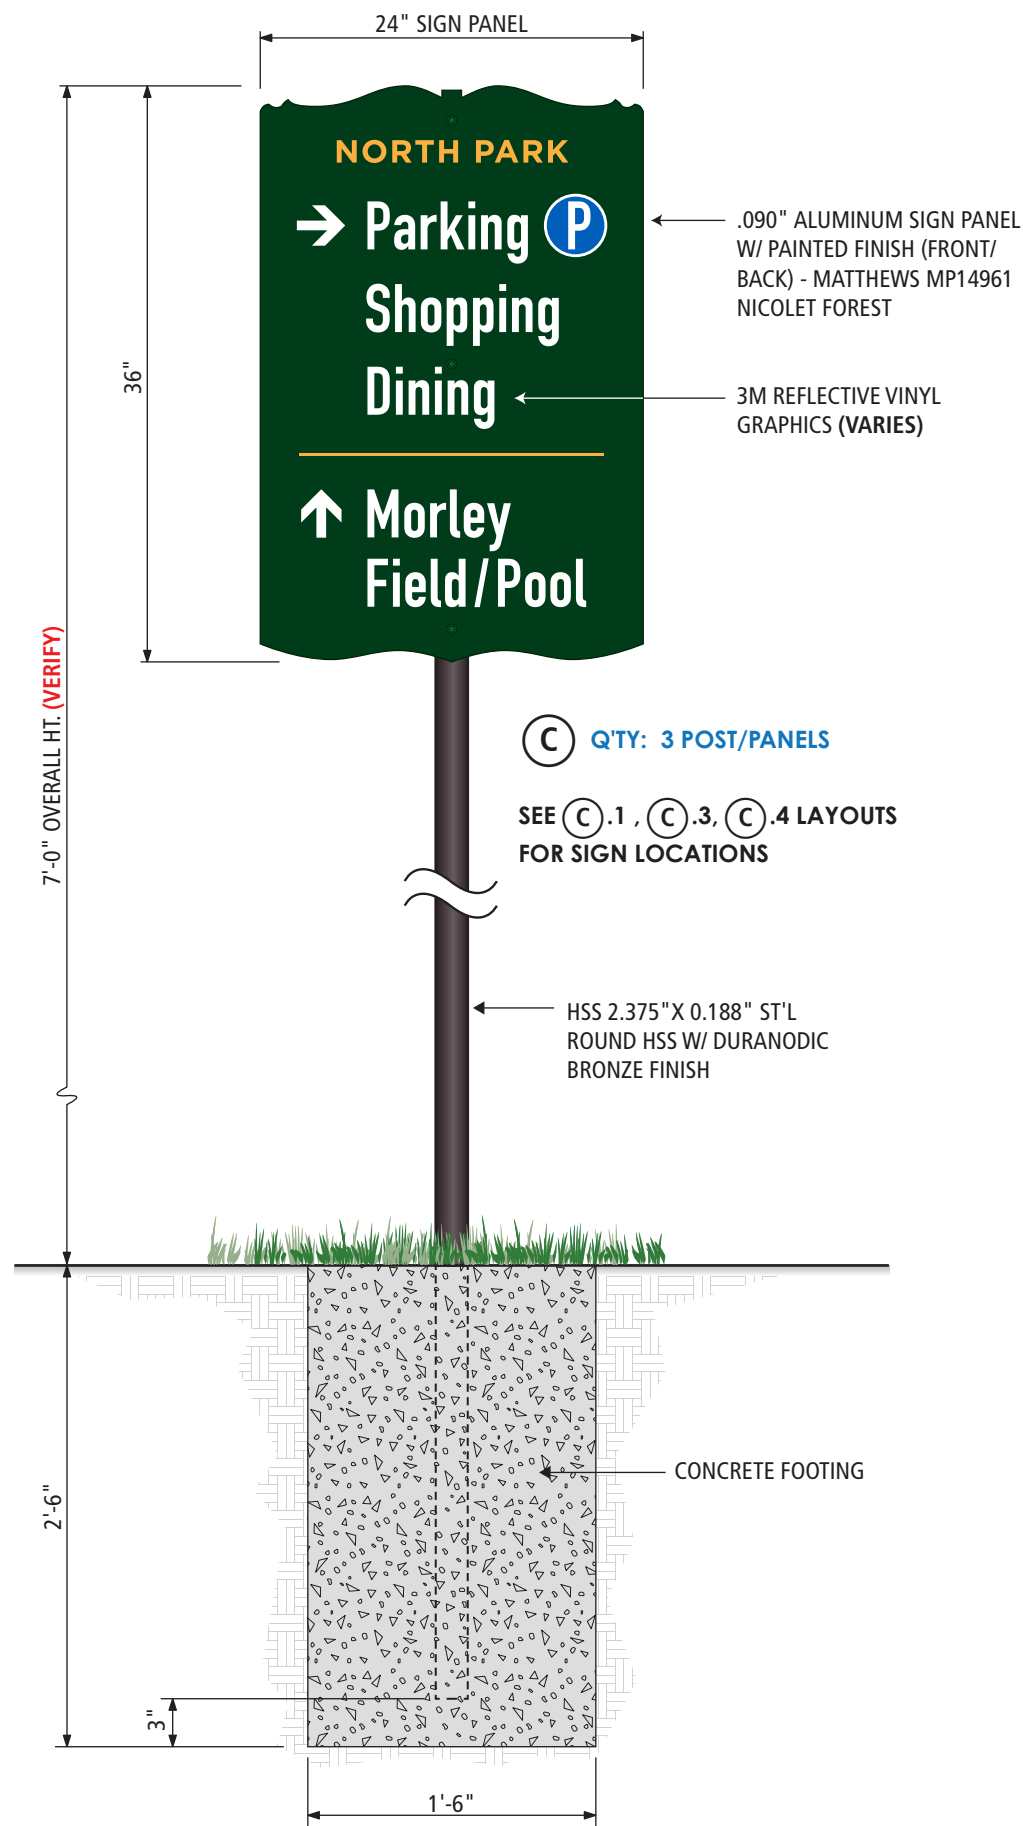 24" SIGN PANEL
NORTH PARK
→ Parking P
Shopping
Dining
↑ Morley
Field/Pool
.090" ALUMINUM SIGN PANEL
W/ PAINTED FINISH (FRONT/
BACK) - MATTHEWS MP14961
NICOLET FOREST
3M REFLECTIVE VINYL
GRAPHICS (VARIES)
36"
7'-0" OVERALL HT. (VERIFY)
C Q'TY: 3 POST/PANELS
SEE C.1 , C.3, C.4 LAYOUTS
FOR SIGN LOCATIONS
HSS 2.375"X 0.188" ST'L
ROUND HSS W/ DURANODIC
BRONZE FINISH
CONCRETE FOOTING
2'-6"
3"
1'-6"